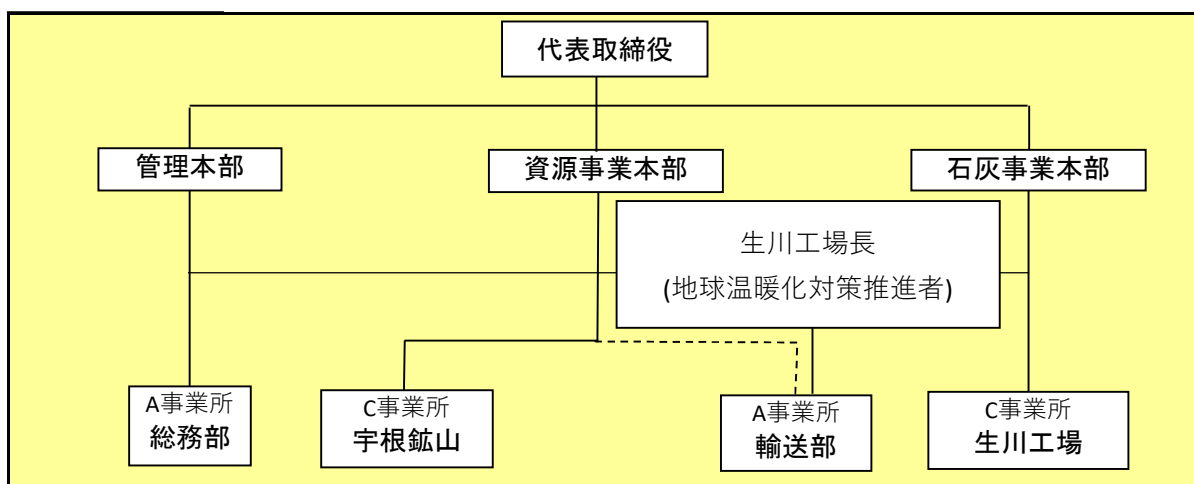 代表取締役
管理本部
資源事業本部
石灰事業本部
生川工場長
(地球温暖化対策推進者)
A事業所
総務部
C事業所
宇根鉱山
A事業所
輸送部
C事業所
生川工場